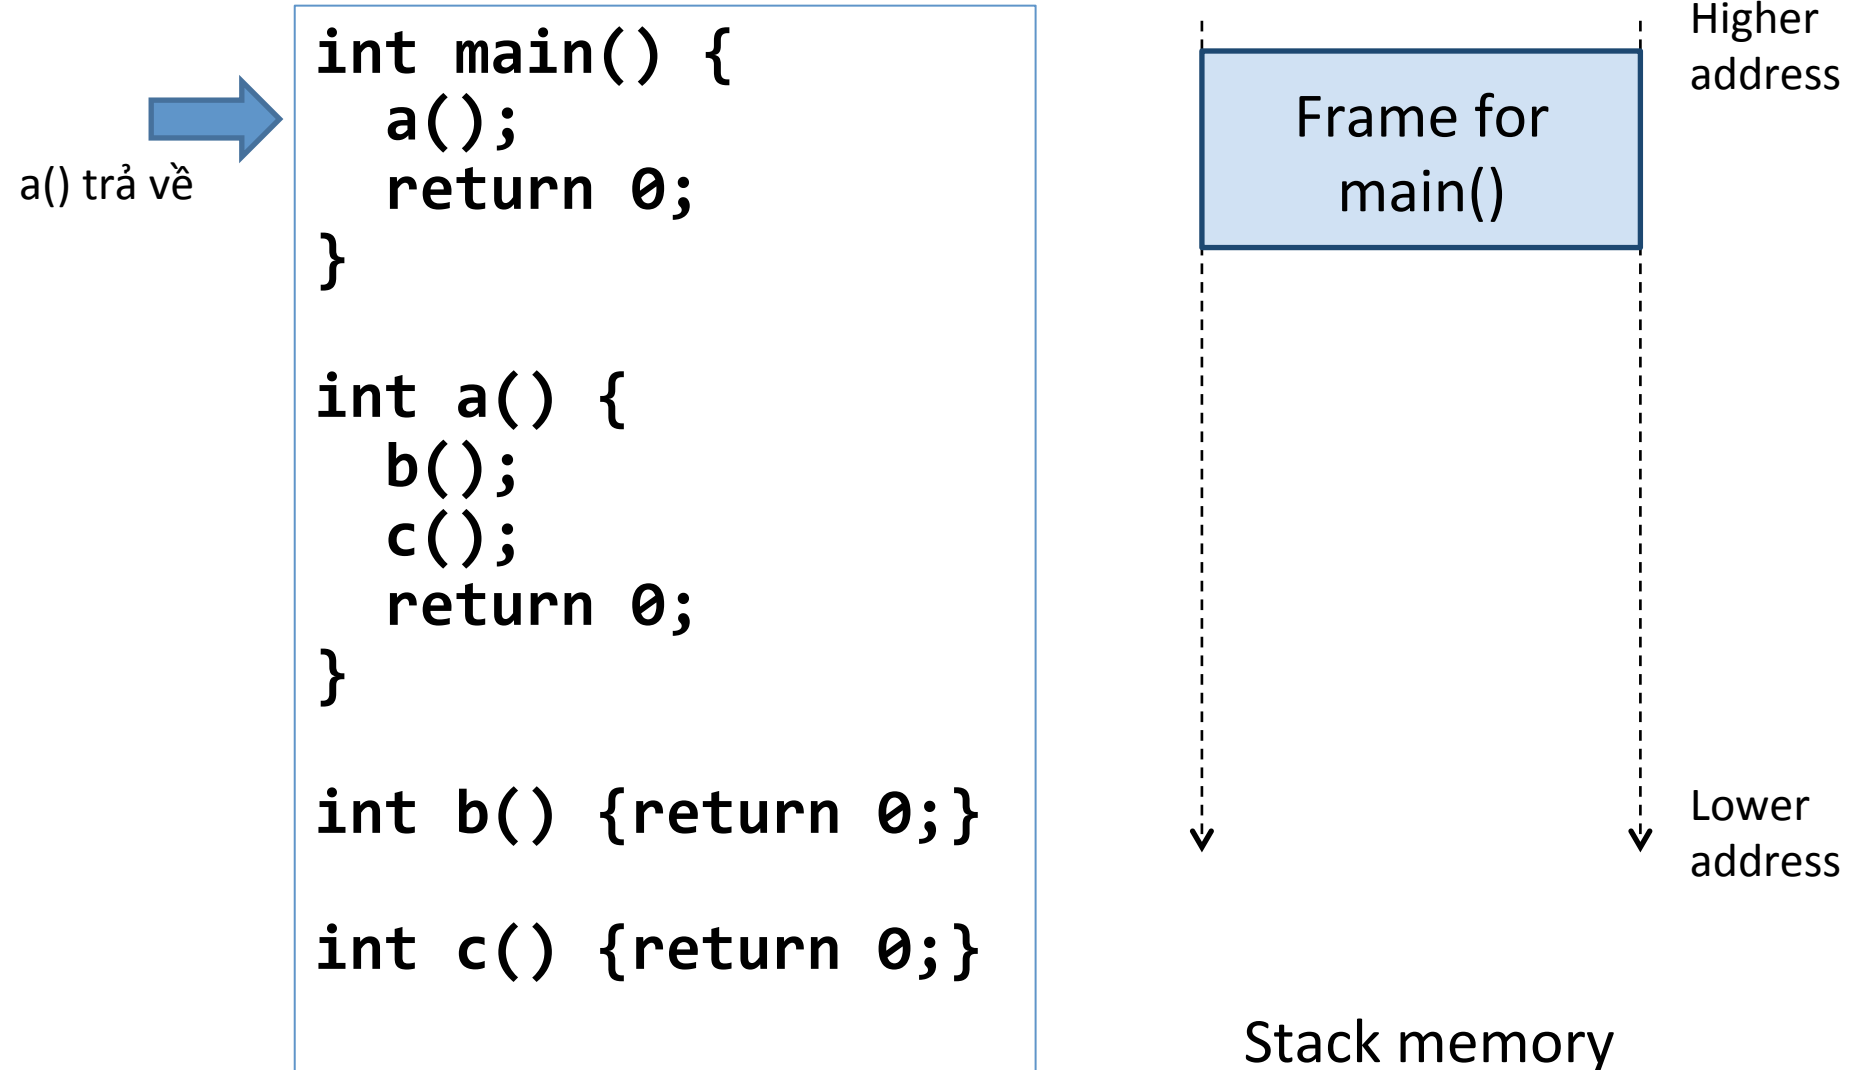 int main() {
a();
return 0;
}
int a() {
b();
c();
return 0;
}
int b() {return 0;}
int c() {return 0;}
a() trả về
Frame for
main()
Higher
address
Lower
address
Stack memory